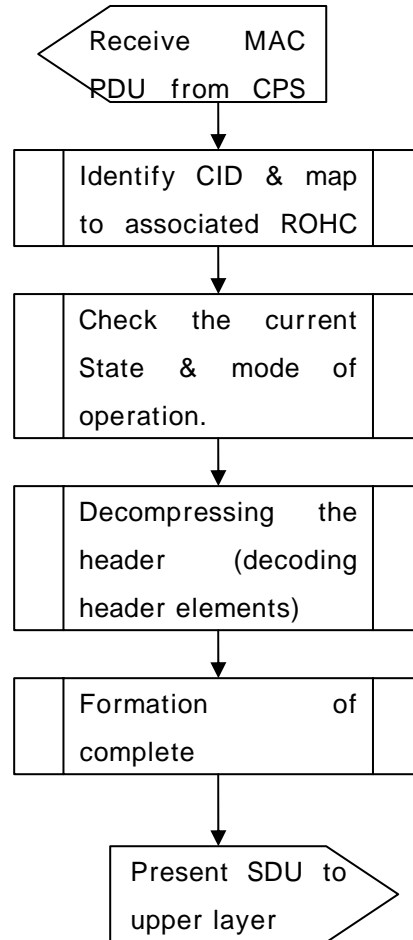 Receive MAC
PDU from CPS
Identify CID & map
to associated ROHC
Check the current
State & mode of
operation.
Decompressing the
header (decoding
header elements)
Formation of
complete
Present SDU to
upper layer